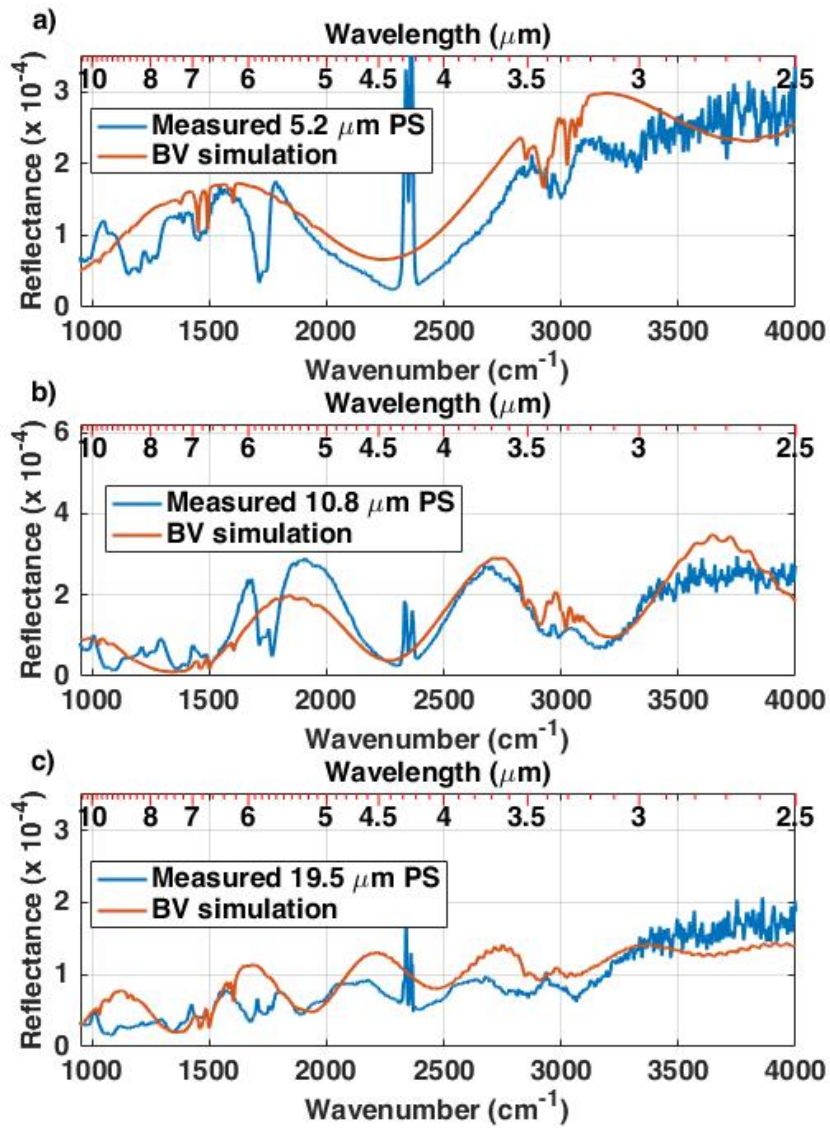 a)
Wavelength (μm)
10 8 7 6 5 4.5 4 3.5 3 2.5
Reflectance (x 10⁻⁴)
3
2
1
0
Measured 5.2 μm PS
BV simulation
1000 1500 2000 2500 3000 3500 4000
Wavenumber (cm⁻¹)
b)
Wavelength (μm)
10 8 7 6 5 4.5 4 3.5 3 2.5
Reflectance (x 10⁻⁴)
6
4
2
0
Measured 10.8 μm PS
BV simulation
1000 1500 2000 2500 3000 3500 4000
Wavenumber (cm⁻¹)
c)
Wavelength (μm)
10 8 7 6 5 4.5 4 3.5 3 2.5
Reflectance (x 10⁻⁴)
3
2
1
0
Measured 19.5 μm PS
BV simulation
1000 1500 2000 2500 3000 3500 4000
Wavenumber (cm⁻¹)